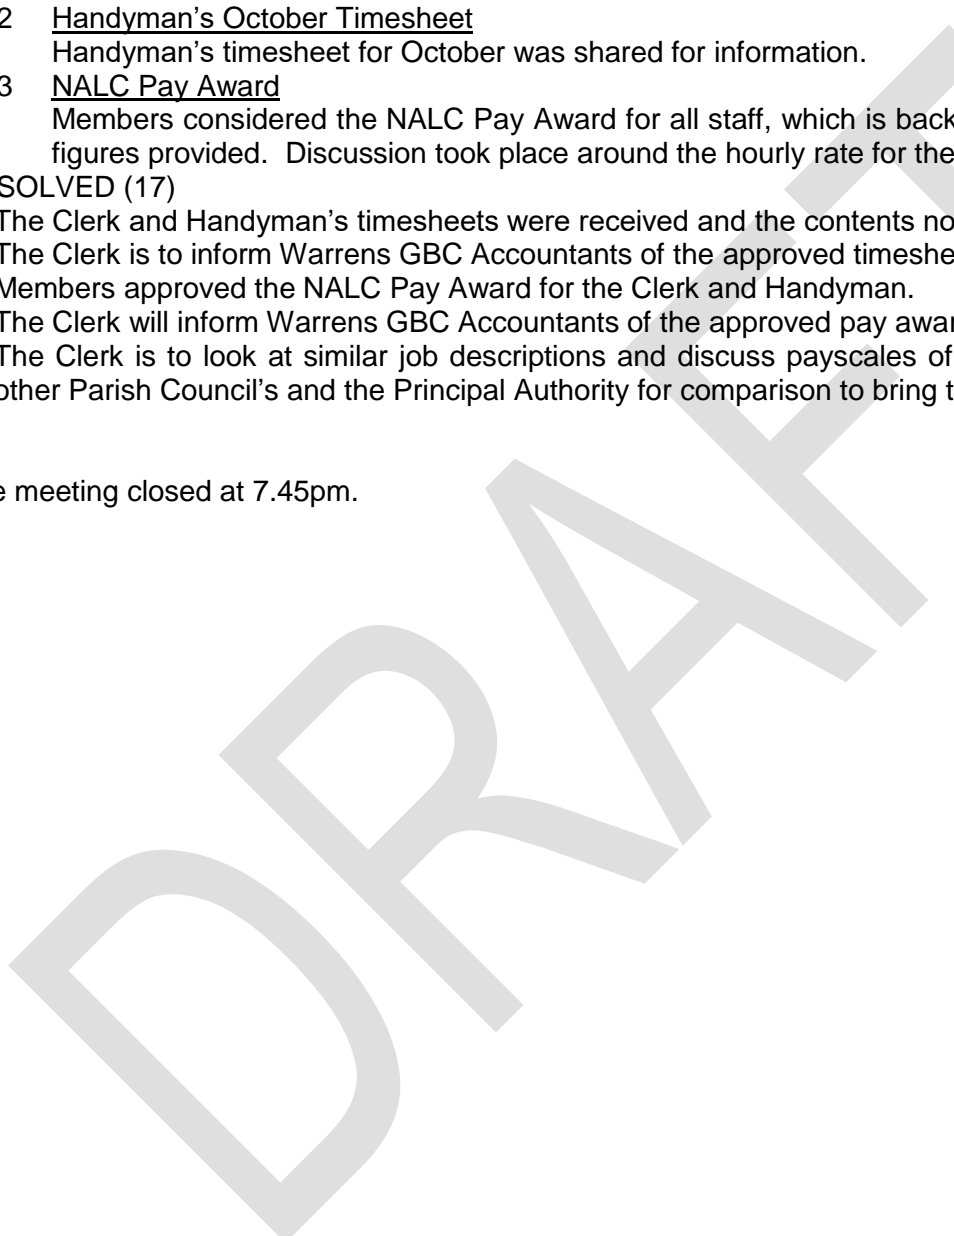 2 Handyman's October Timesheet
Handyman's timesheet for October was shared for information.
3 NALC Pay Award
Members considered the NALC Pay Award for all staff, which is back
figures provided. Discussion took place around the hourly rate for the
SOLVED (17)
The Clerk and Handyman's timesheets were received and the contents no
The Clerk is to inform Warrens GBC Accountants of the approved timeshe
Members approved the NALC Pay Award for the Clerk and Handyman.
The Clerk will inform Warrens GBC Accountants of the approved pay awar
The Clerk is to look at similar job descriptions and discuss payscales of
other Parish Council's and the Principal Authority for comparison to bring t
e meeting closed at 7.45pm.
DRAFT